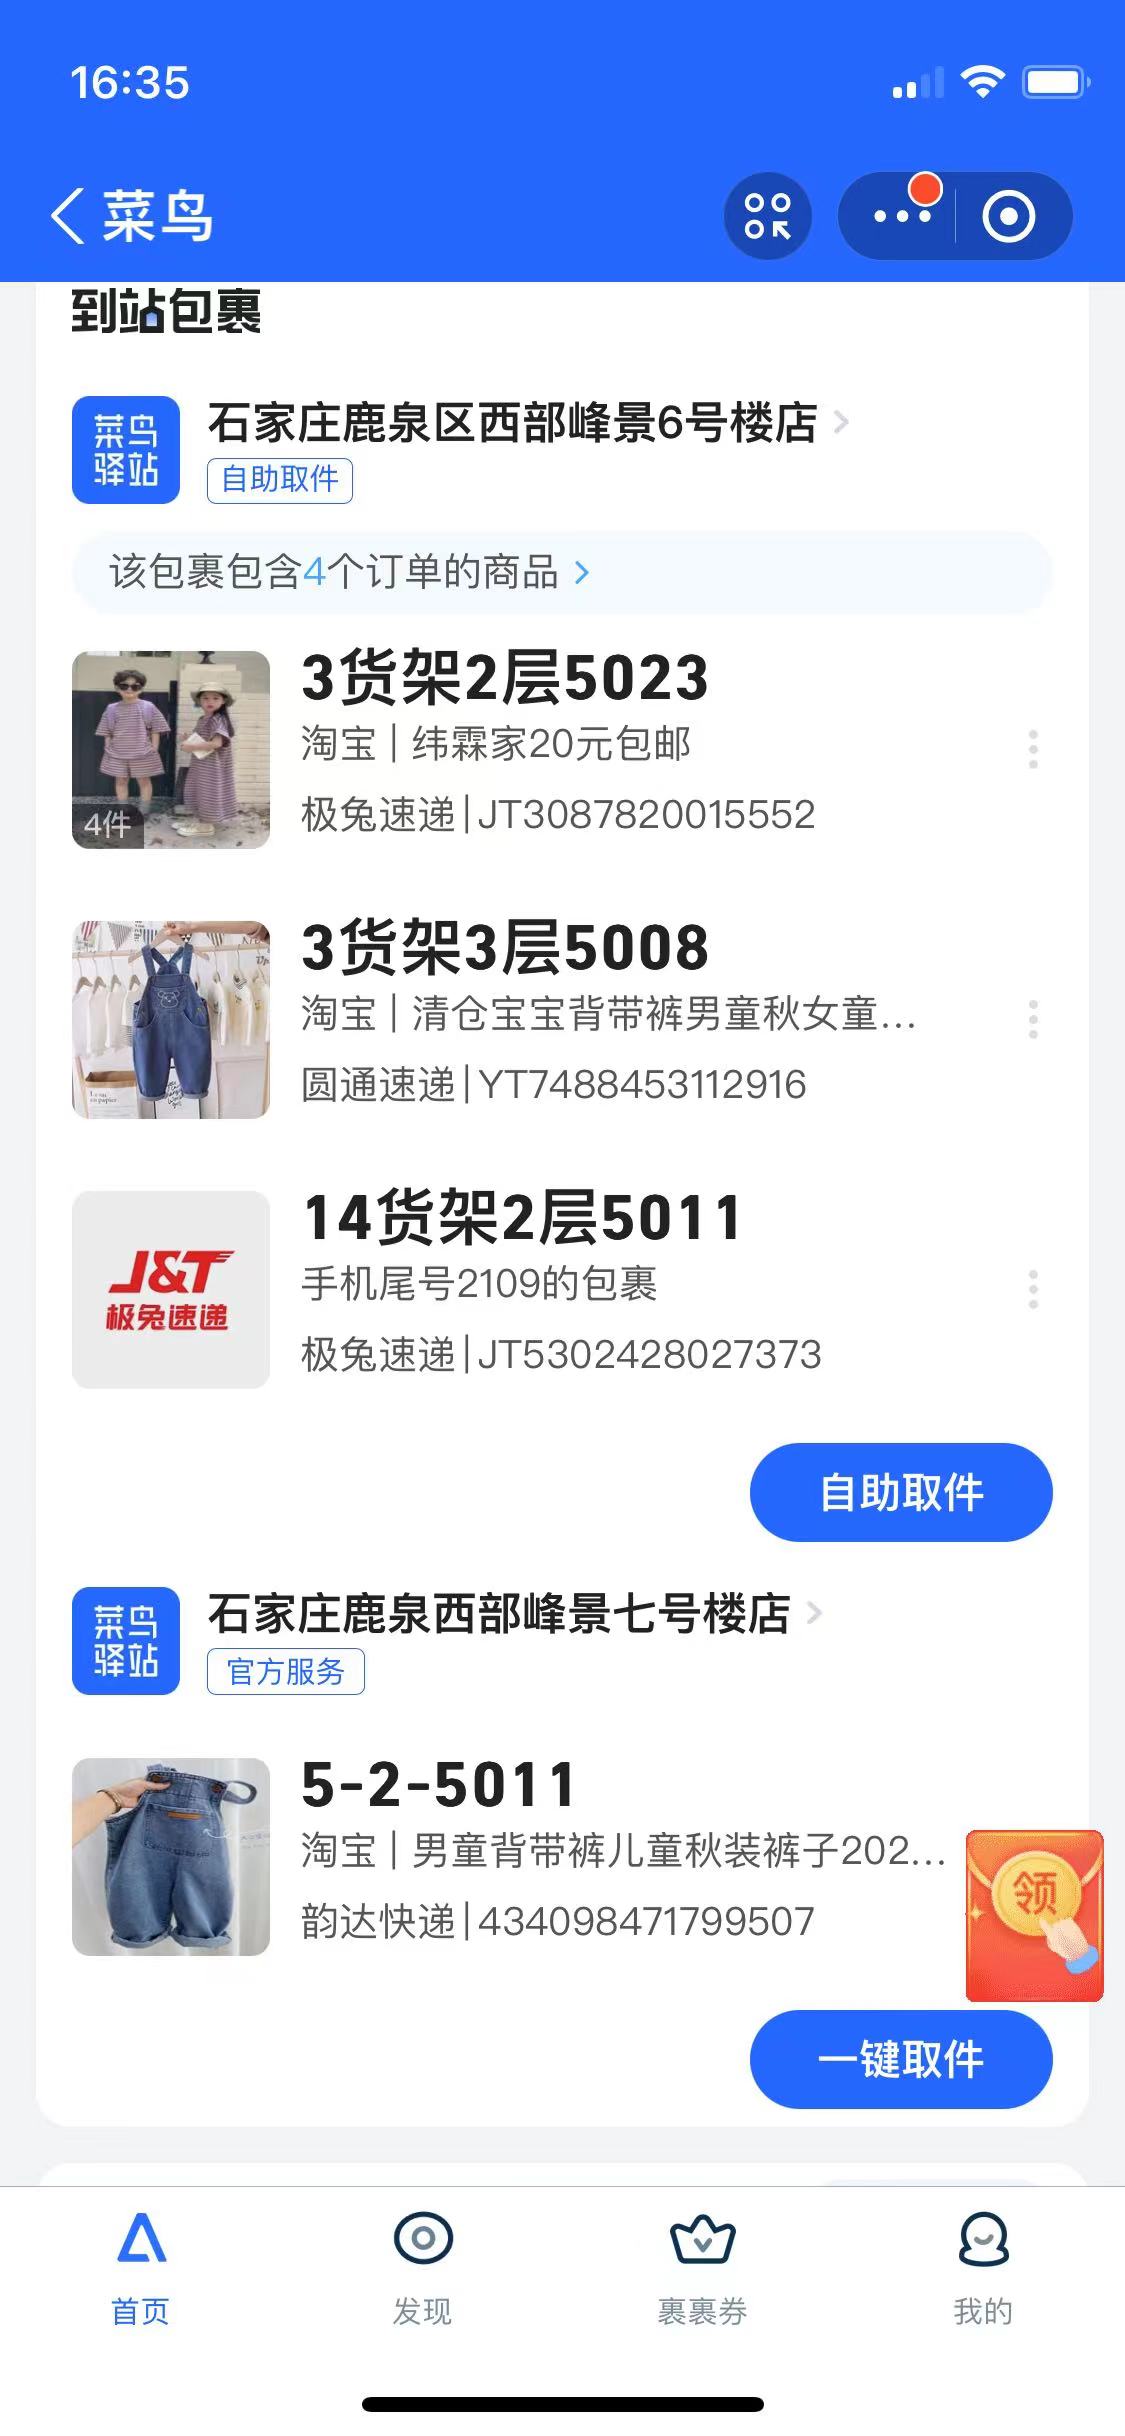 16:35
菜鸟
到站包裹
菜鸟
驿站
石家庄鹿泉区西部峰景6号楼店
自助取件
该包裹包含4个订单的商品
3货架2层5023
淘宝 | 纬霖家20元包邮
极兔速递|JT3087820015552
4件
3货架3层5008
淘宝 | 清仓宝宝背带裤男童秋女童...
圆通速递|YT7488453112916
14货架2层5011
手机尾号2109的包裹
极兔速递|JT5302428027373
J&T
极兔速递
自助取件
菜鸟
驿站
石家庄鹿泉西部峰景七号楼店
官方服务
5-2-5011
淘宝 | 男童背带裤儿童秋装裤子202...
韵达快递|434098471799507
领
一键取件
首页
发现
裹裹券
我的